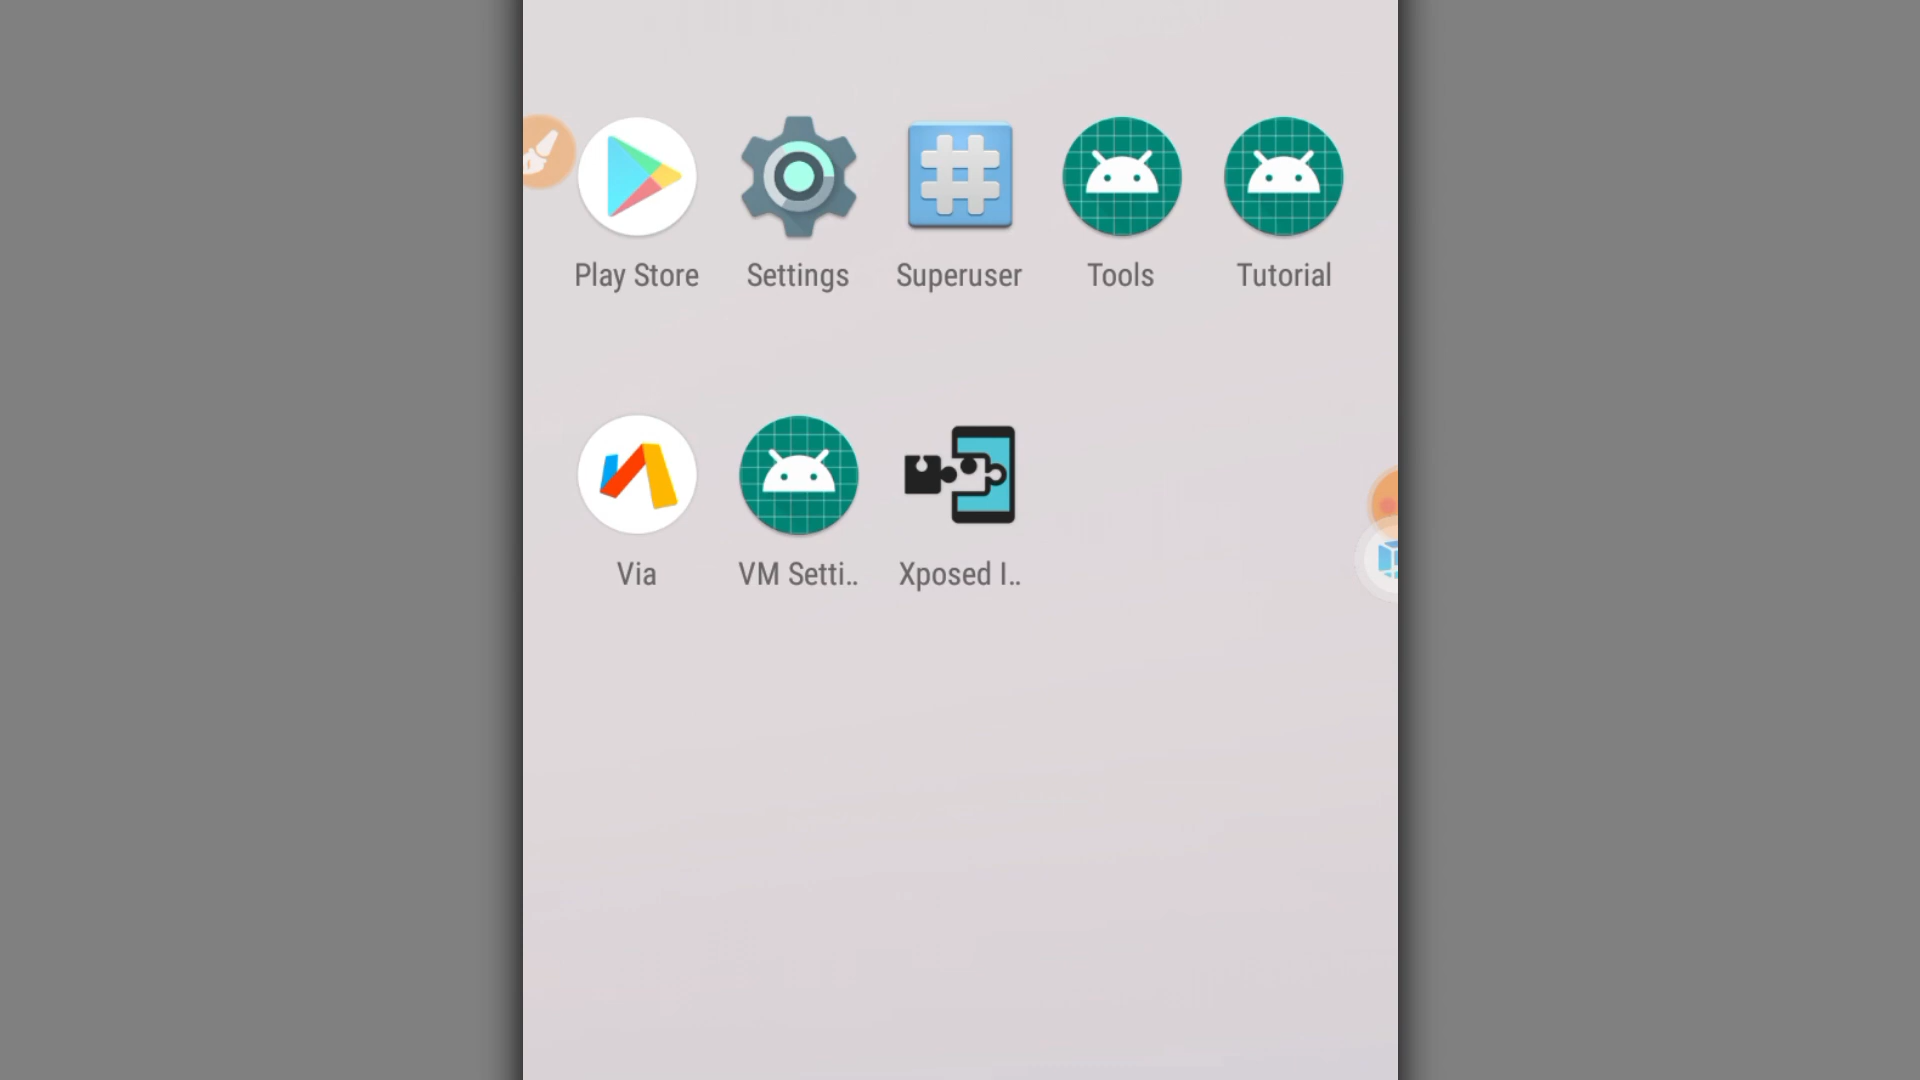 Play Store
Settings
Superuser
Tools
Tutorial
Via
VM Setti..
Xposed I..